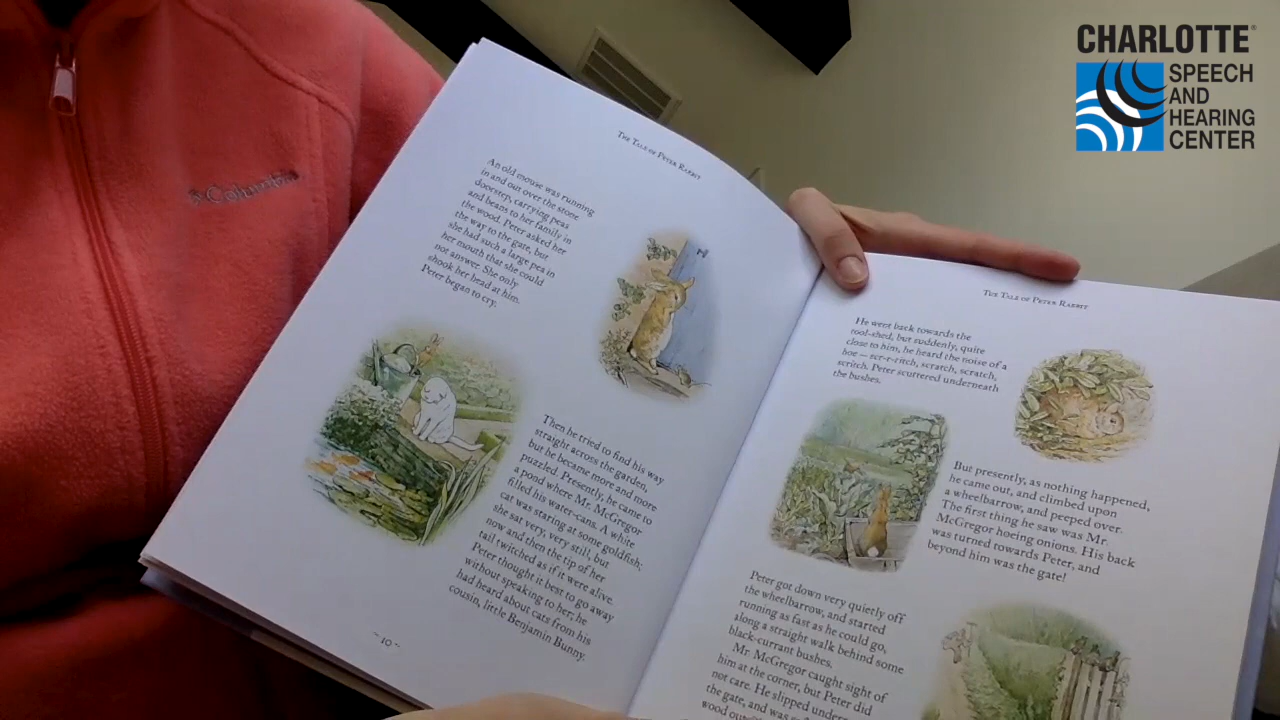 CHARLOTTE
SPEECH
AND
HEARING
CENTER
Columbia
THE TALE OF PETER RABBIT
An old mouse was running
in and out over the stone
doorstep, carrying peas
and beans to her family in
the wood. Peter asked her
the way to the gate, but
she had such a large pea in
her mouth that she could
not answer. She only
shook her head at him.
Peter began to cry.
Then he tried to find his way
straight across the garden,
but he became more and more
puzzled. Presently, he came to
a pond where Mr. McGregor
filled his water-cans. A white
cat was staring at some goldfish;
she sat very, very still, but
now and then the tip of her
tail twitched as if it were alive.
Peter thought it best to go away
without speaking to her; he
had heard about cats from his
cousin, little Benjamin Bunny.
~10~
THE TALE OF PETER RABBIT
He went back towards the
tool-shed, but suddenly, quite
close to him, he heard the noise of a
hoe — scr-r-ritch, scratch, scratch,
scritch. Peter scuttered underneath
the bushes.
But presently, as nothing happened,
he came out, and climbed upon
a wheelbarrow, and peeped over.
The first thing he saw was Mr.
McGregor hoeing onions. His back
was turned towards Peter, and
beyond him was the gate!
Peter got down very quietly off
the wheelbarrow, and started
running as fast as he could go,
along a straight walk behind some
black-currant bushes.
Mr. McGregor caught sight of
him at the corner, but Peter did
not care. He slipped under
the gate, and was
wood